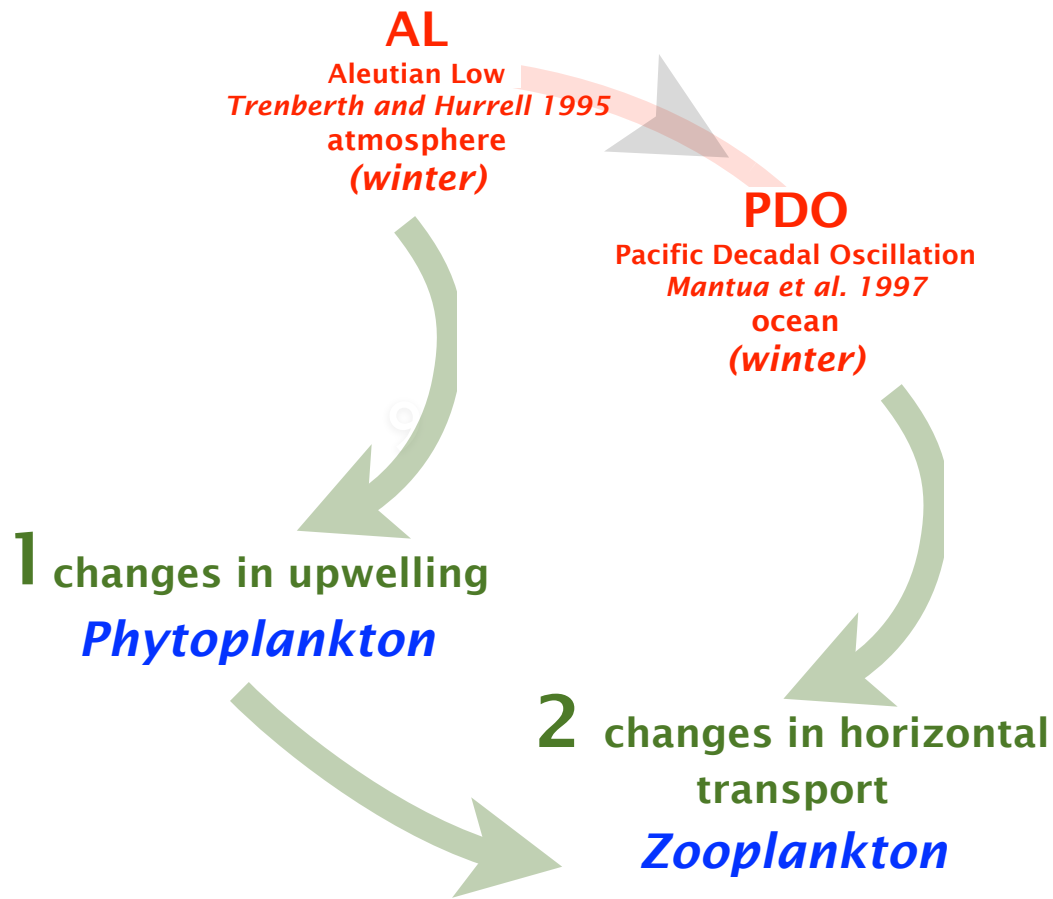 AL
Aleutian Low
Trenberth and Hurrell 1995
atmosphere
(winter)
PDO
Pacific Decadal Oscillation
Mantua et al. 1997
ocean
(winter)
9
1 changes in upwelling
Phytoplankton
2 changes in horizontal
transport
Zooplankton